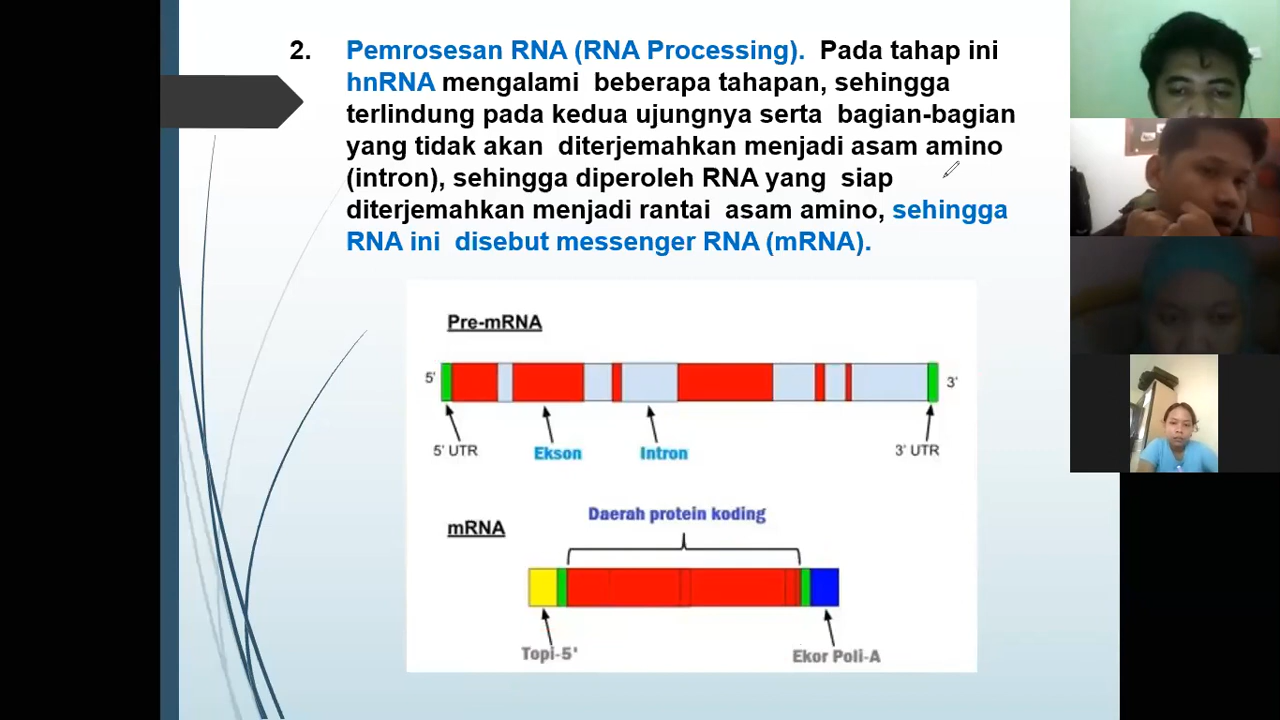 2. Pemrosesan RNA (RNA Processing). Pada tahap ini
hnRNA mengalami beberapa tahapan, sehingga
terlindung pada kedua ujungnya serta bagian-bagian
yang tidak akan diterjemahkan menjadi asam amino
(intron), sehingga diperoleh RNA yang siap
diterjemahkan menjadi rantai asam amino, sehingga
RNA ini disebut messenger RNA (mRNA).
Pre-mRNA
5' 3'
5' UTR Ekson Intron 3' UTR
Daerah protein koding
mRNA
Topi-5' Ekor Poli-A